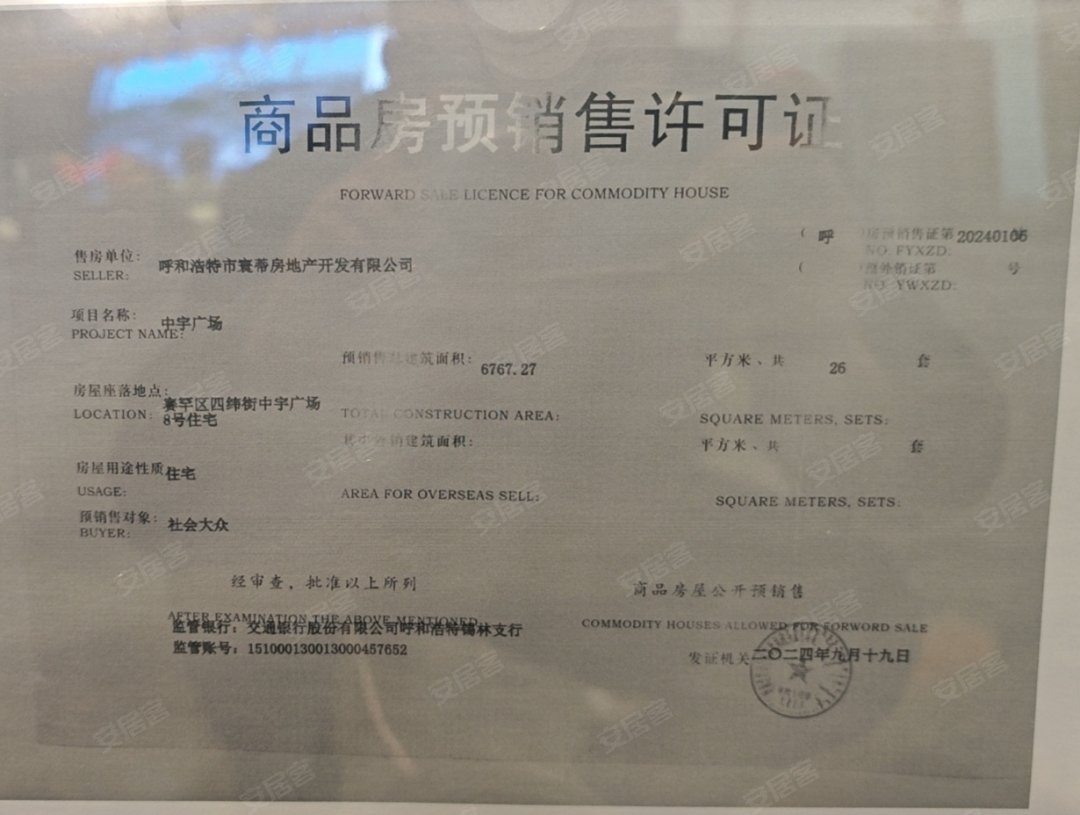 商品房预销售许可证
FORWARD SALE LICENCE FOR COMMODITY HOUSE
（呼）房预销售证第20240106号
NO. FYXZD:
（ ）预外销证第 号
NO. YWXZD:
售房单位：呼和浩特市寰蒂房地产开发有限公司
SELLER:
项目名称：中宇广场
PROJECT NAME:
预销售总建筑面积：6767.27 平方米、共 26 套
房屋座落地点：赛罕区四纬街中宇广场
8号住宅
LOCATION: TOTAL CONSTRUCTION AREA: SQUARE METERS, SETS:
其中外销建筑面积： 平方米、共 套
房屋用途性质：住宅
USAGE: AREA FOR OVERSEAS SELL: SQUARE METERS, SETS:
预销售对象：社会大众
BUYER:
经审查，批准以上所列 商品房屋公开预销售
AFTER EXAMINATION THE ABOVE MENTIONED COMMODITY HOUSES ALLOWED FOR FORWORD SALE
监管银行：交通银行股份有限公司呼和浩特锡林支行
监管账号：151000130013000457652
发证机关 二〇二四年九月十九日
安居客